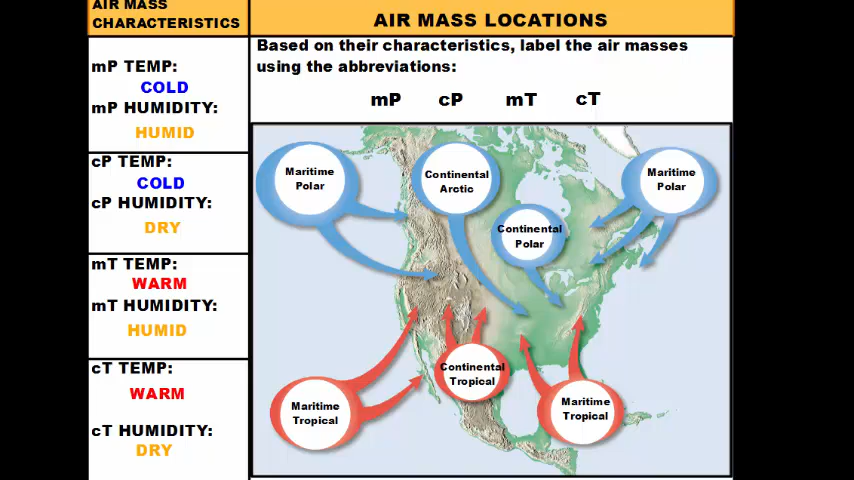 AIR MASS
CHARACTERISTICS
mP TEMP:
COLD
mP HUMIDITY:
HUMID
cP TEMP:
COLD
cP HUMIDITY:
DRY
mT TEMP:
WARM
mT HUMIDITY:
HUMID
cT TEMP:
WARM
cT HUMIDITY:
DRY
AIR MASS LOCATIONS
Based on their characteristics, label the air masses
using the abbreviations:
mP cP mT cT
Maritime
Polar
Continental
Arctic
Maritime
Polar
Continental
Polar
Continental
Tropical
Maritime
Tropical
Maritime
Tropical